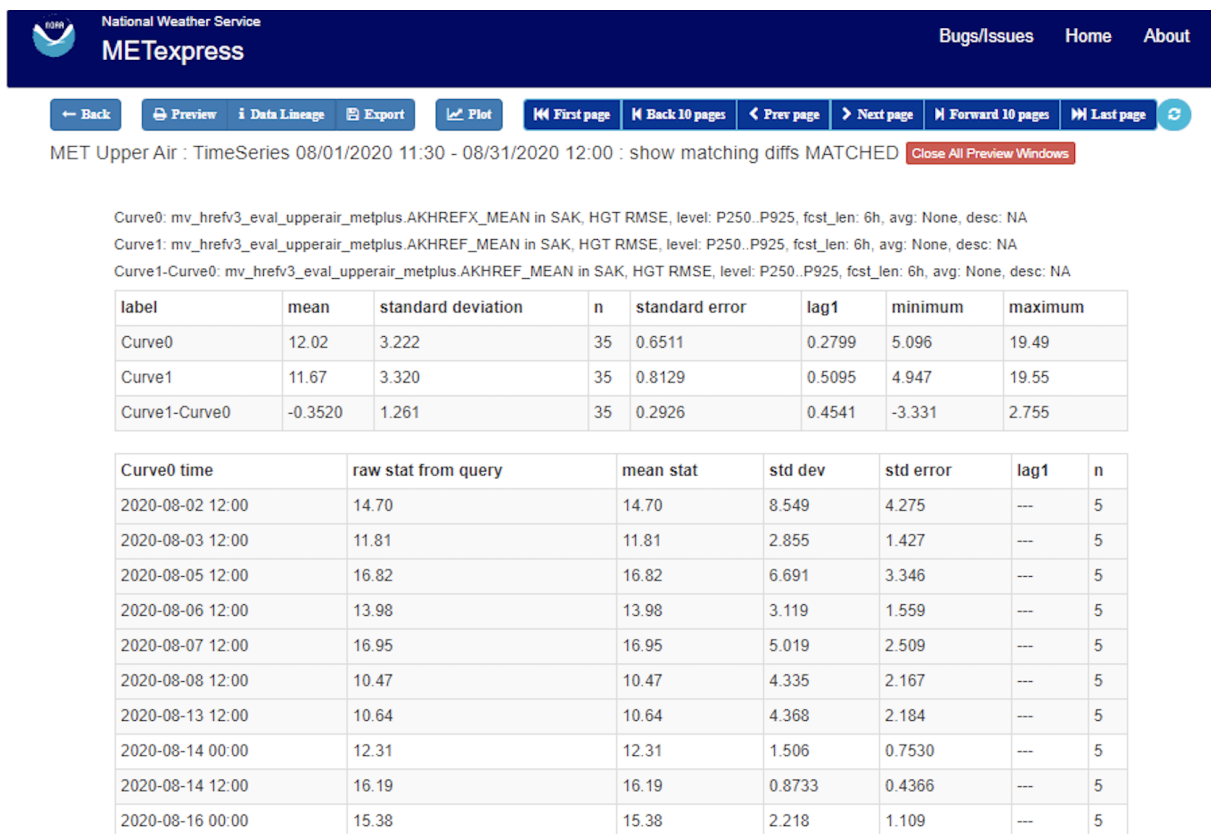 NOAA
National Weather Service
METexpress
Bugs/Issues Home About
← Back Preview i Data Lineage Export Plot First page Back 10 pages Prev page Next page Forward 10 pages Last page
MET Upper Air : TimeSeries 08/01/2020 11:30 - 08/31/2020 12:00 : show matching diffs MATCHED Close All Preview Windows
Curve0: mv_hrefv3_eval_upperair_metplus.AKHREFX_MEAN in SAK, HGT RMSE, level: P250..P925, fcst_len: 6h, avg: None, desc: NA
Curve1: mv_hrefv3_eval_upperair_metplus.AKHREF_MEAN in SAK, HGT RMSE, level: P250..P925, fcst_len: 6h, avg: None, desc: NA
Curve1-Curve0: mv_hrefv3_eval_upperair_metplus.AKHREF_MEAN in SAK, HGT RMSE, level: P250..P925, fcst_len: 6h, avg: None, desc: NA
label mean standard deviation n standard error lag1 minimum maximum
Curve0 12.02 3.222 35 0.6511 0.2799 5.096 19.49
Curve1 11.67 3.320 35 0.8129 0.5095 4.947 19.55
Curve1-Curve0 -0.3520 1.261 35 0.2926 0.4541 -3.331 2.755
Curve0 time raw stat from query mean stat std dev std error lag1 n
2020-08-02 12:00 14.70 14.70 8.549 4.275 --- 5
2020-08-03 12:00 11.81 11.81 2.855 1.427 --- 5
2020-08-05 12:00 16.82 16.82 6.691 3.346 --- 5
2020-08-06 12:00 13.98 13.98 3.119 1.559 --- 5
2020-08-07 12:00 16.95 16.95 5.019 2.509 --- 5
2020-08-08 12:00 10.47 10.47 4.335 2.167 --- 5
2020-08-13 12:00 10.64 10.64 4.368 2.184 --- 5
2020-08-14 00:00 12.31 12.31 1.506 0.7530 --- 5
2020-08-14 12:00 16.19 16.19 0.8733 0.4366 --- 5
2020-08-16 00:00 15.38 15.38 2.218 1.109 --- 5